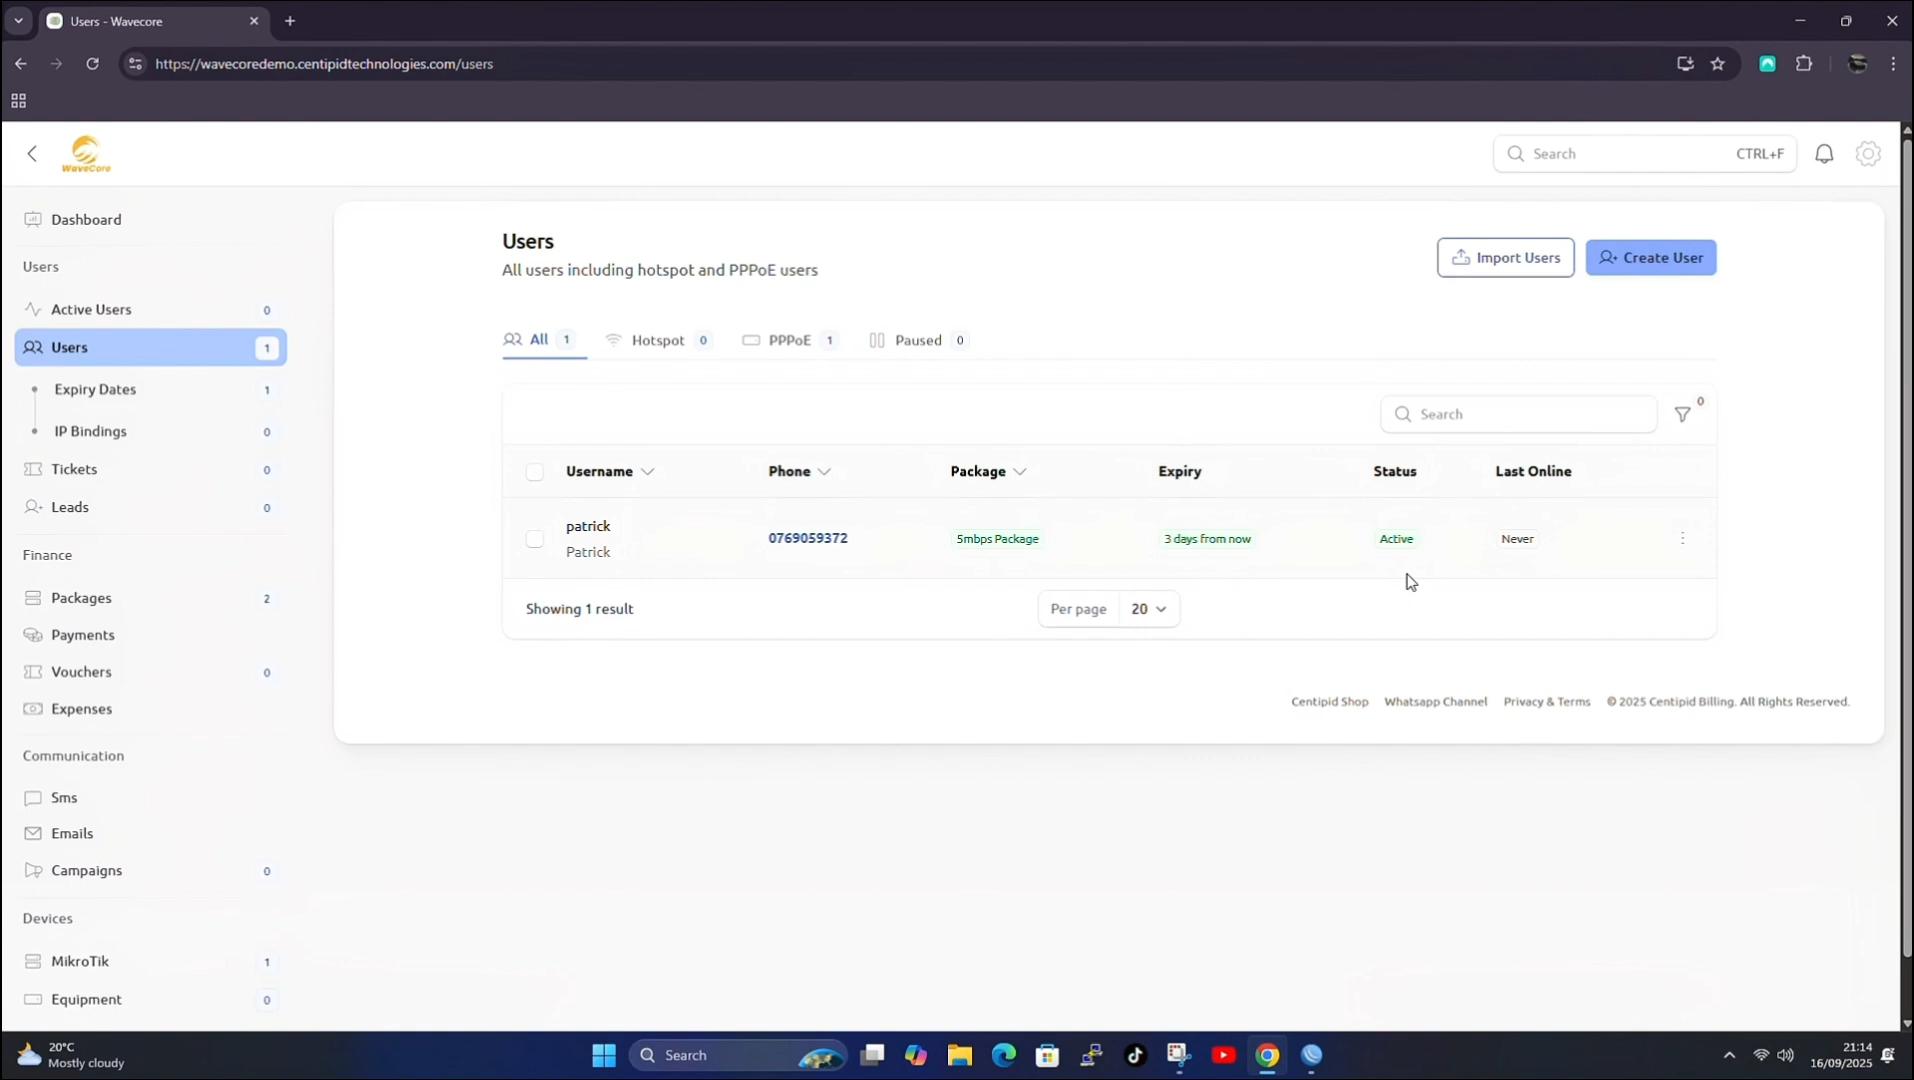 Users - Wavecore
https://wavecoredemo.centipidtechnologies.com/users
WaveCore
Search CTRL+F
Dashboard
Users
Active Users 0
Users 1
Expiry Dates 1
IP Bindings 0
Tickets 0
Leads 0
Finance
Packages 2
Payments
Vouchers 0
Expenses
Communication
Sms
Emails
Campaigns 0
Devices
MikroTik 1
Equipment 0
Users
All users including hotspot and PPPoE users
Import Users Create User
All 1 Hotspot 0 PPPoE 1 Paused 0
Search 0
Username Phone Package Expiry Status Last Online
patrick
Patrick
0769059372 5mbps Package 3 days from now Active Never
Showing 1 result Per page 20
Centipid Shop Whatsapp Channel Privacy & Terms © 2025 Centipid Billing. All Rights Reserved.
20°C
Mostly cloudy
Search
21:14
16/09/2025